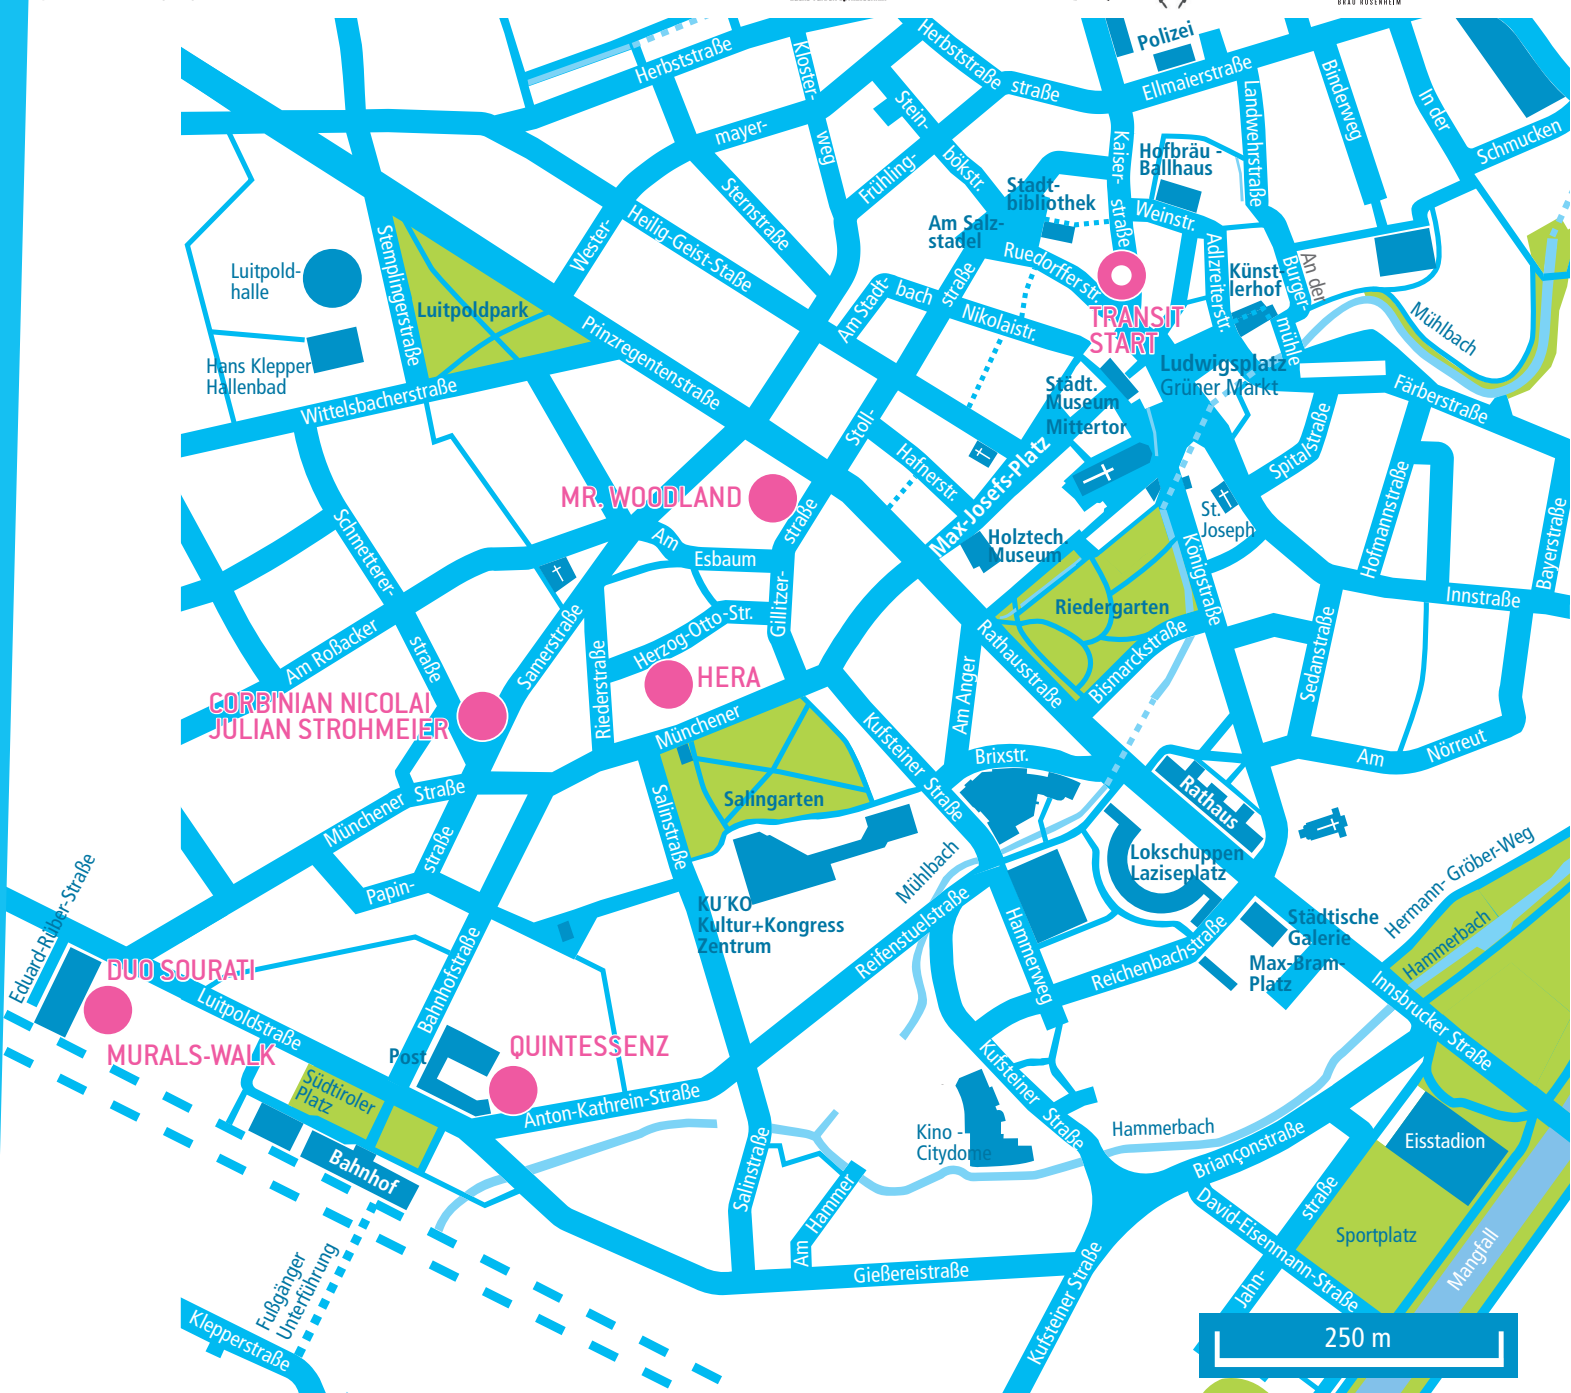 BRÄU ROSENHEIM
Polizei
Herbststraße
Herbststraße
straße
Ellmaierstraße
Kloster-
weg
Stein-
bökstr.
mayer-
Wester-
Frühling-
Sternstraße
Heilig-Geist-Staße
Kaiser-
straße
Landwehrstraße
Binderweg
In der
Schmucken
Hofbräu -
Ballhaus
Stadt-
bibliothek
Weinstr.
Am Salz-
stadel
Ruedorfferstr.
Adlzreiterstr.
Künst-
lerhof
An der
Burger-
mühle
Mühlbach
Luitpold-
halle
Hans Klepper
Hallenbad
Stemplingerstraße
Luitpoldpark
Wittelsbacherstraße
Prinzregentenstraße
Am Stadt-
bach
Nikolaistr.
Stoll-
straße
TRANSIT
START
Ludwigsplatz
Grüner Markt
Städt.
Museum
Mittertor
Färberstraße
Spitalstraße
Hofmannstraße
Bayerstraße
Innstraße
Hafnerstr.
Max-Josefs-Platz
Holztech.
Museum
St.
Joseph
Königstraße
Riedergarten
Bismarckstraße
Sedanstraße
MR. WOODLAND
Am
Esbaum
Gillitzer-
straße
Herzog-Otto-Str.
Schmetterer-
straße
Am Roßacker
Samerstraße
Riederstraße
HERA
CORBINIAN NICOLAI
JULIAN STROHMEIER
Rathausstraße
Am Anger
Brixstr.
Am
Nörreut
Münchener
Straße
Münchener
Kufsteiner
Straße
Salingarten
Salinstraße
Papin-
straße
Rathaus
Lokschuppen
Laziseplatz
Mühlbach
KU´KO
Kultur+Kongress
Zentrum
Reifenstuelstraße
Hammerweg
Reichenbachstraße
Städtische
Galerie
Max-Bram-
Platz
Hermann- Gröber-Weg
Hammerbach
Innsbrucker Straße
Eduard-Rüber-Straße
DUO SOURATI
MURALS-WALK
Luitpoldstraße
Bahnhofstraße
Post
QUINTESSENZ
Anton-Kathrein-Straße
Südtiroler
Platz
Bahnhof
Kufsteiner
Straße
Kino -
Citydome
Hammerbach
Briançonstraße
Eisstadion
Sportplatz
Mangfall
David-Eisenmann-Straße
Jahn-
straße
Salinstraße
Am
Hammer
Gießereistraße
Kufsteiner Straße
Fußgänger
Unterführung
Klepperstraße
250 m